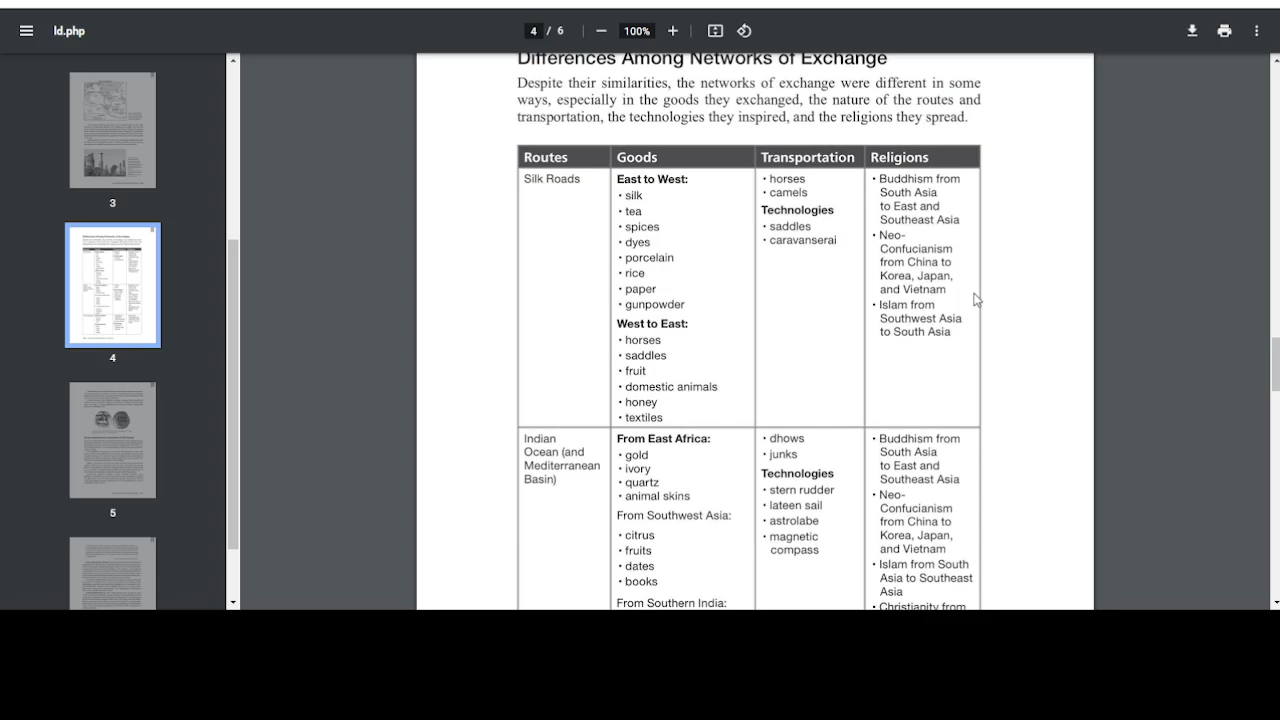 ld.php
4 / 6
100%
3
4
5
Differences Among Networks of Exchange
Despite their similarities, the networks of exchange were different in some
ways, especially in the goods they exchanged, the nature of the routes and
transportation, the technologies they inspired, and the religions they spread.
Routes
Goods
Transportation
Religions
Silk Roads
East to West:
• silk
• tea
• spices
• dyes
• porcelain
• rice
• paper
• gunpowder
West to East:
• horses
• saddles
• fruit
• domestic animals
• honey
• textiles
• horses
• camels
Technologies
• saddles
• caravanserai
• Buddhism from
South Asia
to East and
Southeast Asia
• Neo-
Confucianism
from China to
Korea, Japan,
and Vietnam
• Islam from
Southwest Asia
to South Asia
Indian
Ocean (and
Mediterranean
Basin)
From East Africa:
• gold
• ivory
• quartz
• animal skins
From Southwest Asia:
• citrus
• fruits
• dates
• books
From Southern India:
• dhows
• junks
Technologies
• stern rudder
• lateen sail
• astrolabe
• magnetic
compass
• Buddhism from
South Asia
to East and
Southeast Asia
• Neo-
Confucianism
from China to
Korea, Japan,
and Vietnam
• Islam from South
Asia to Southeast
Asia
• Christianity from